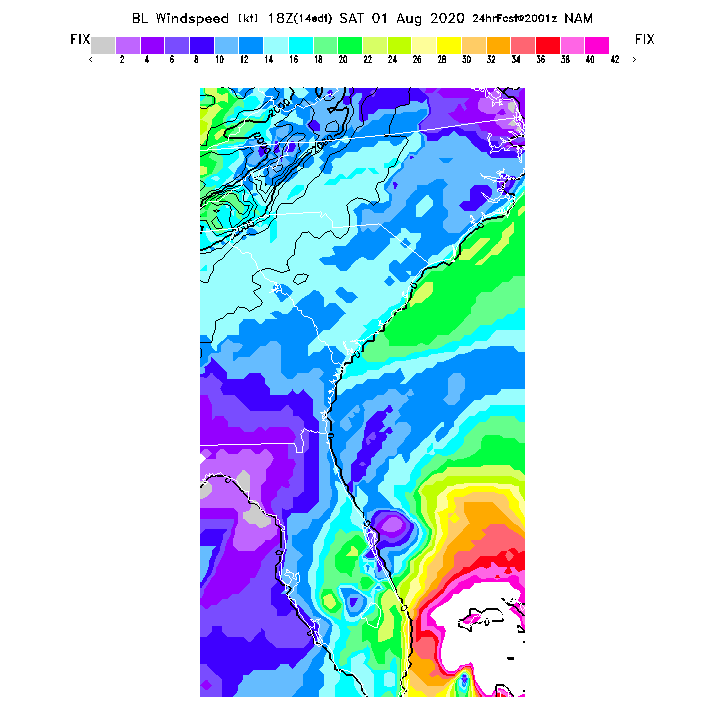 BL Windspeed [kt] 18Z(14edt) SAT 01 Aug 2020 24hrFcst@2001z NAM
FIX FIX
< 2 4 6 8 10 12 14 16 18 20 22 24 26 28 30 32 34 36 38 40 42 >
2000